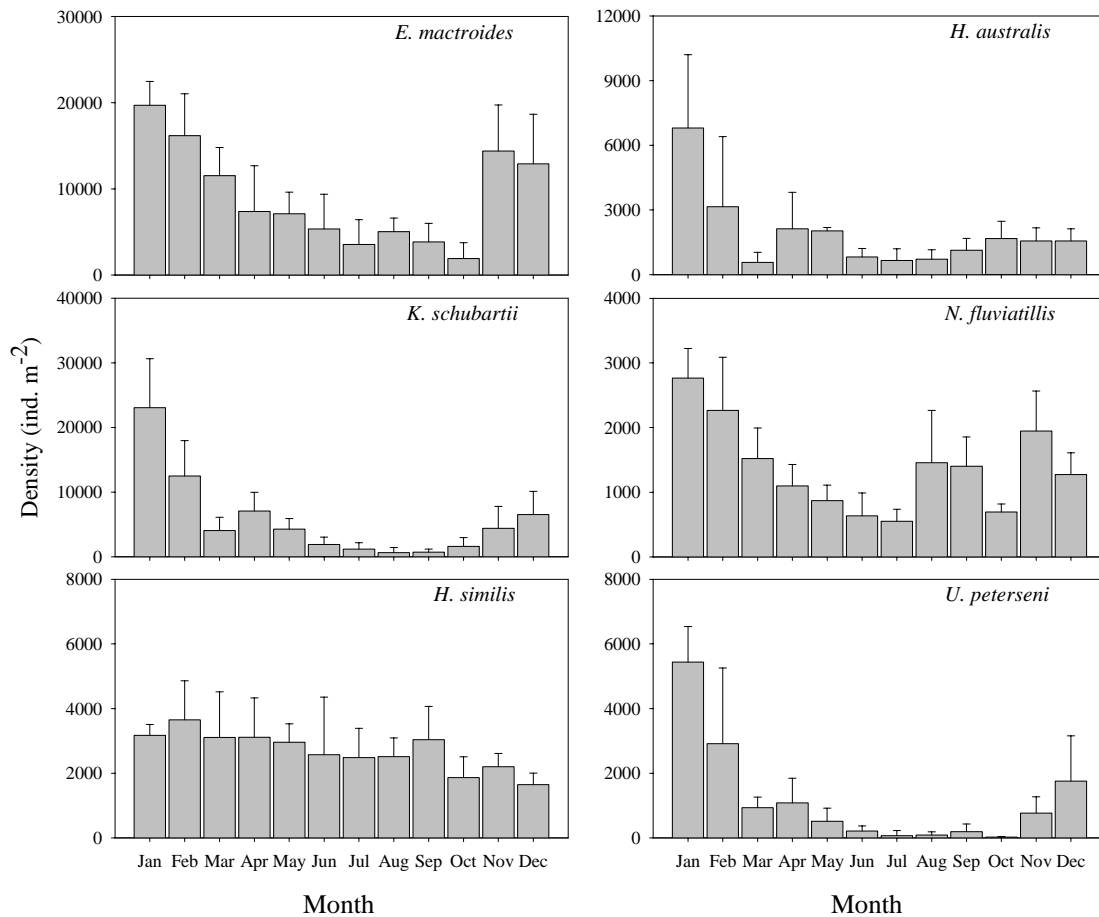 E. mactroides
30000
20000
10000
0
H. australis
12000
9000
6000
3000
0
K. schubartii
40000
30000
20000
10000
0
N. fluviatillis
4000
3000
2000
1000
0
Density (ind. m-2)
H. similis
8000
6000
4000
2000
0
Jan Feb Mar Apr May Jun Jul Aug Sep Oct Nov Dec
Month
U. peterseni
8000
6000
4000
2000
0
Jan Feb Mar Apr May Jun Jul Aug Sep Oct Nov Dec
Month